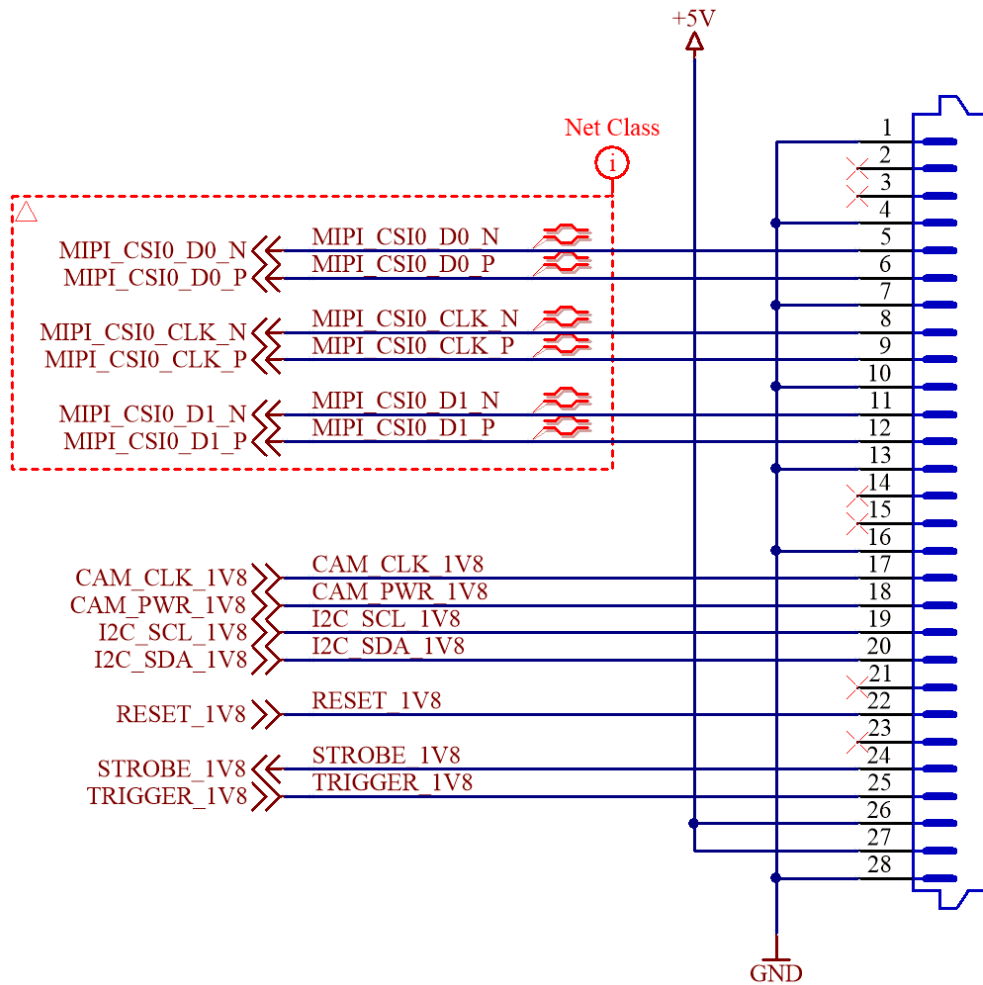 +5V
Net Class
i
1
2
3
4
MIPI_CSI0_D0_N MIPI_CSI0_D0_N 5
MIPI_CSI0_D0_P MIPI_CSI0_D0_P 6
7
MIPI_CSI0_CLK_N MIPI_CSI0_CLK_N 8
MIPI_CSI0_CLK_P MIPI_CSI0_CLK_P 9
10
MIPI_CSI0_D1_N MIPI_CSI0_D1_N 11
MIPI_CSI0_D1_P MIPI_CSI0_D1_P 12
13
14
15
16
CAM_CLK_1V8 CAM_CLK_1V8 17
CAM_PWR_1V8 CAM_PWR_1V8 18
I2C_SCL_1V8 I2C_SCL_1V8 19
I2C_SDA_1V8 I2C_SDA_1V8 20
21
RESET_1V8 RESET_1V8 22
23
STROBE_1V8 STROBE_1V8 24
TRIGGER_1V8 TRIGGER_1V8 25
26
27
28
GND